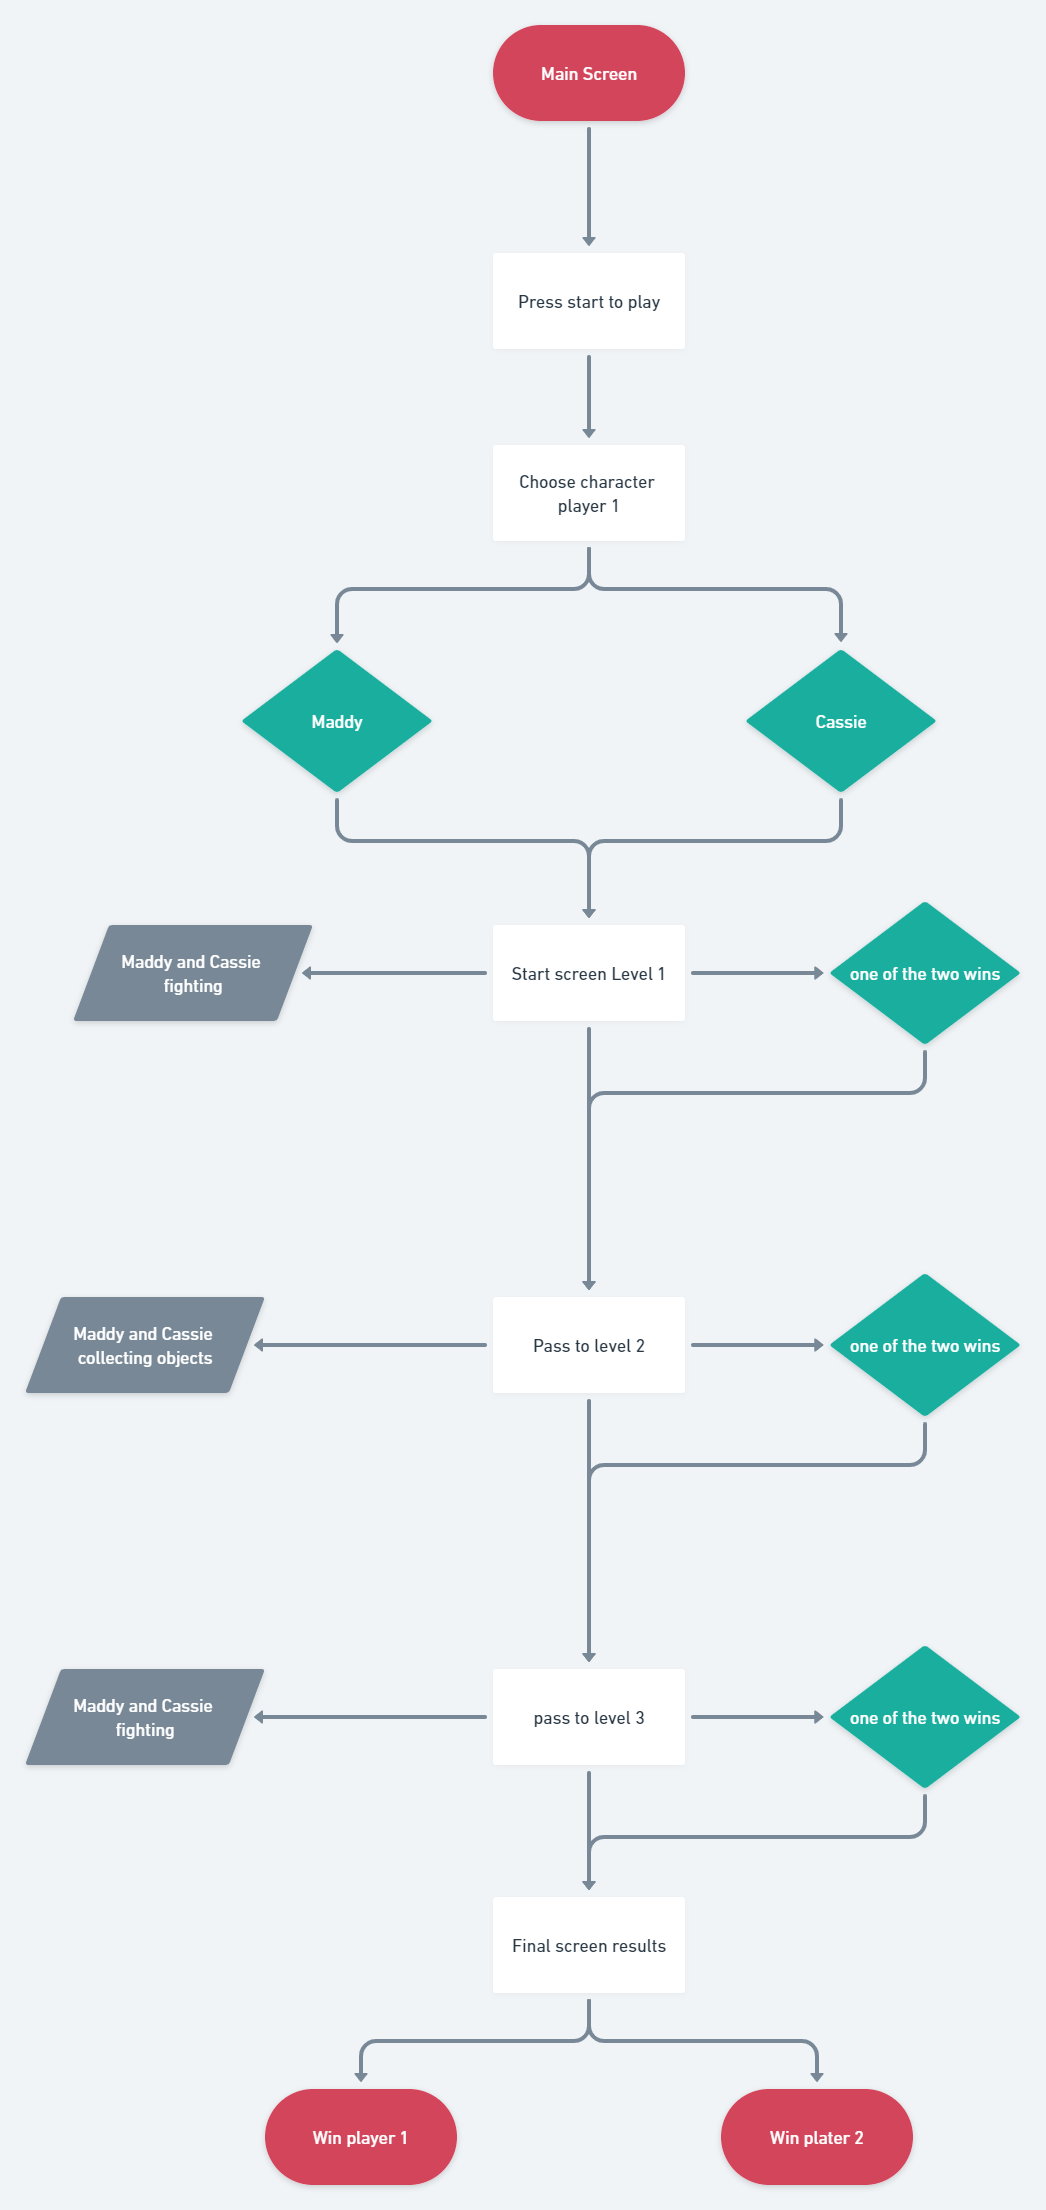 Main Screen
Press start to play
Choose character
player 1
Maddy
Cassie
Maddy and Cassie
fighting
Start screen Level 1
one of the two wins
Maddy and Cassie
collecting objects
Pass to level 2
one of the two wins
Maddy and Cassie
fighting
pass to level 3
one of the two wins
Final screen results
Win player 1
Win plater 2